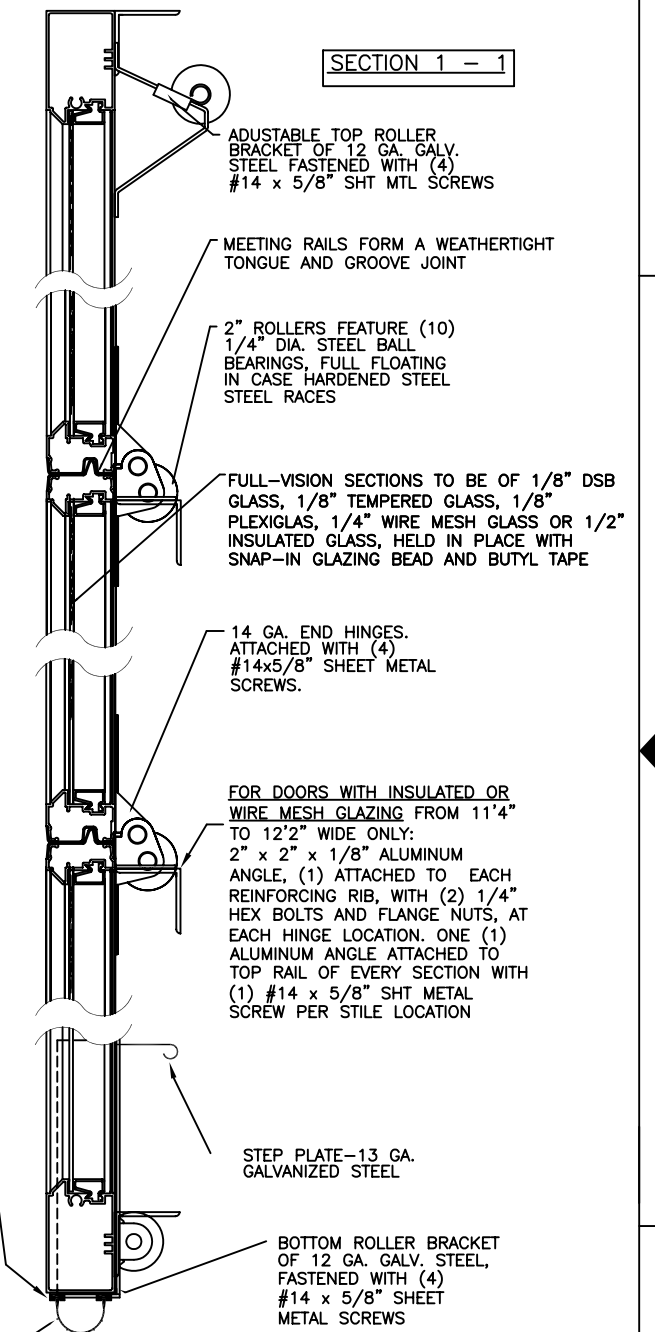 SECTION 1 – 1
ADUSTABLE TOP ROLLER
BRACKET OF 12 GA. GALV.
STEEL FASTENED WITH (4)
#14 x 5/8" SHT MTL SCREWS
MEETING RAILS FORM A WEATHERTIGHT
TONGUE AND GROOVE JOINT
2" ROLLERS FEATURE (10)
1/4" DIA. STEEL BALL
BEARINGS, FULL FLOATING
IN CASE HARDENED STEEL
STEEL RACES
FULL–VISION SECTIONS TO BE OF 1/8" DSB
GLASS, 1/8" TEMPERED GLASS, 1/8"
PLEXIGLAS, 1/4" WIRE MESH GLASS OR 1/2"
INSULATED GLASS, HELD IN PLACE WITH
SNAP–IN GLAZING BEAD AND BUTYL TAPE
14 GA. END HINGES.
ATTACHED WITH (4)
#14x5/8" SHEET METAL
SCREWS.
FOR DOORS WITH INSULATED OR
WIRE MESH GLAZING FROM 11'4"
TO 12'2" WIDE ONLY:
2" x 2" x 1/8" ALUMINUM
ANGLE, (1) ATTACHED TO EACH
REINFORCING RIB, WITH (2) 1/4"
HEX BOLTS AND FLANGE NUTS, AT
EACH HINGE LOCATION. ONE (1)
ALUMINUM ANGLE ATTACHED TO
TOP RAIL OF EVERY SECTION WITH
(1) #14 x 5/8" SHT METAL
SCREW PER STILE LOCATION
STEP PLATE–13 GA.
GALVANIZED STEEL
BOTTOM ROLLER BRACKET
OF 12 GA. GALV. STEEL,
FASTENED WITH (4)
#14 x 5/8" SHEET
METAL SCREWS